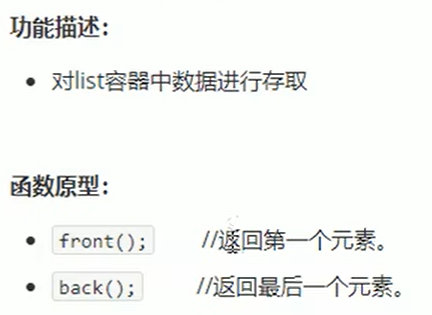 功能描述：
对list容器中数据进行存取
函数原型：
front(); //返回第一个元素。
back(); //返回最后一个元素。